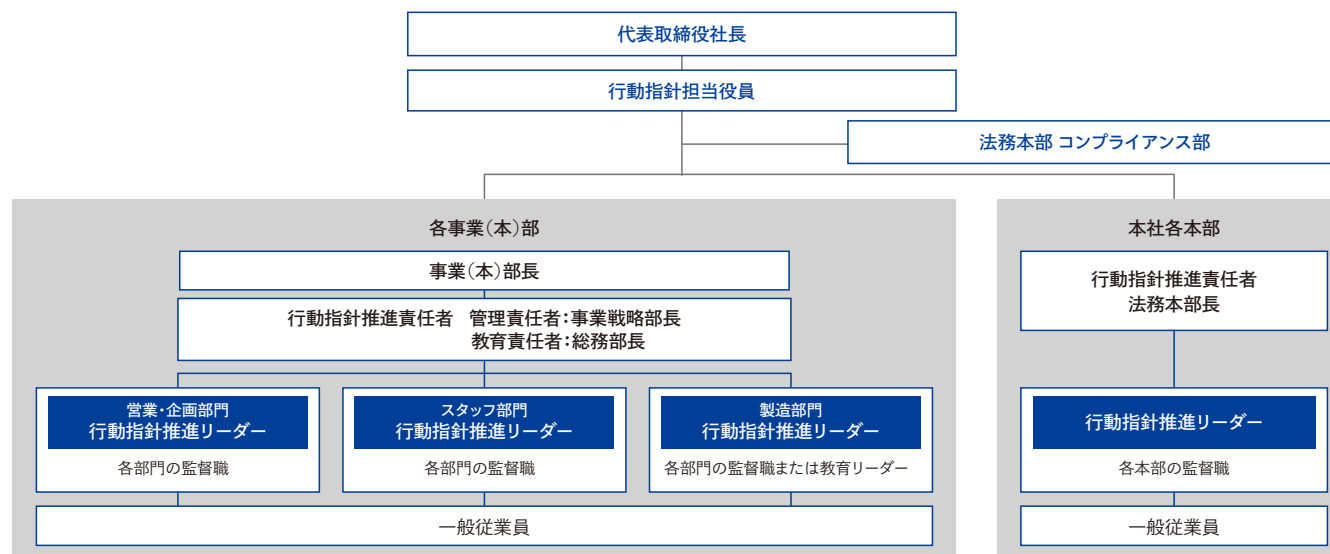 代表取締役社長
行動指針担当役員
法務本部 コンプライアンス部
各事業(本)部
事業(本)部長
行動指針推進責任者 管理責任者:事業戦略部長
教育責任者:総務部長
営業・企画部門
行動指針推進リーダー
各部門の監督職
スタッフ部門
行動指針推進リーダー
各部門の監督職
製造部門
行動指針推進リーダー
各部門の監督職または教育リーダー
一般従業員
本社各本部
行動指針推進責任者
法務本部長
行動指針推進リーダー
各本部の監督職
一般従業員